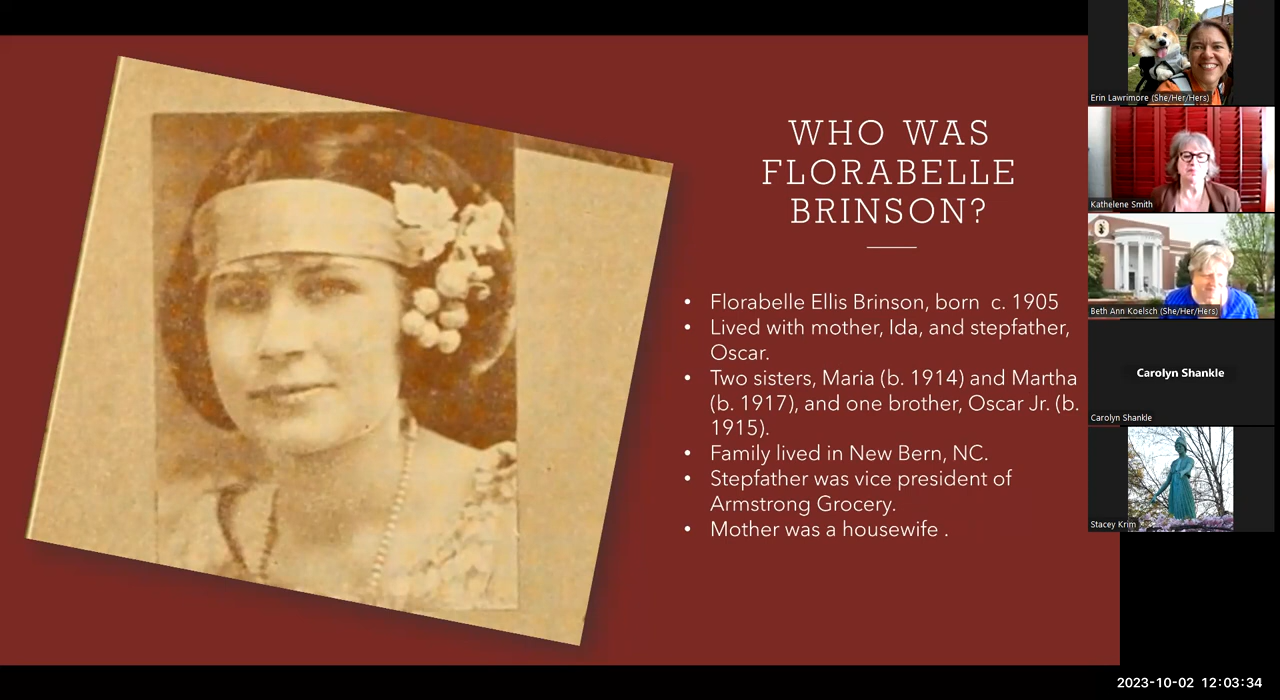 WHO WAS
FLORABELLE
BRINSON?
• Florabelle Ellis Brinson, born c. 1905
• Lived with mother, Ida, and stepfather,
Oscar.
• Two sisters, Maria (b. 1914) and Martha
(b. 1917), and one brother, Oscar Jr. (b.
1915).
• Family lived in New Bern, NC.
• Stepfather was vice president of
Armstrong Grocery.
• Mother was a housewife .
Erin Lawrimore (She/Her/Hers)
Kathelene Smith
Beth Ann Koelsch (She/Her/Hers)
Carolyn Shankle
Carolyn Shankle
Stacey Krim
2023-10-02 12:03:34